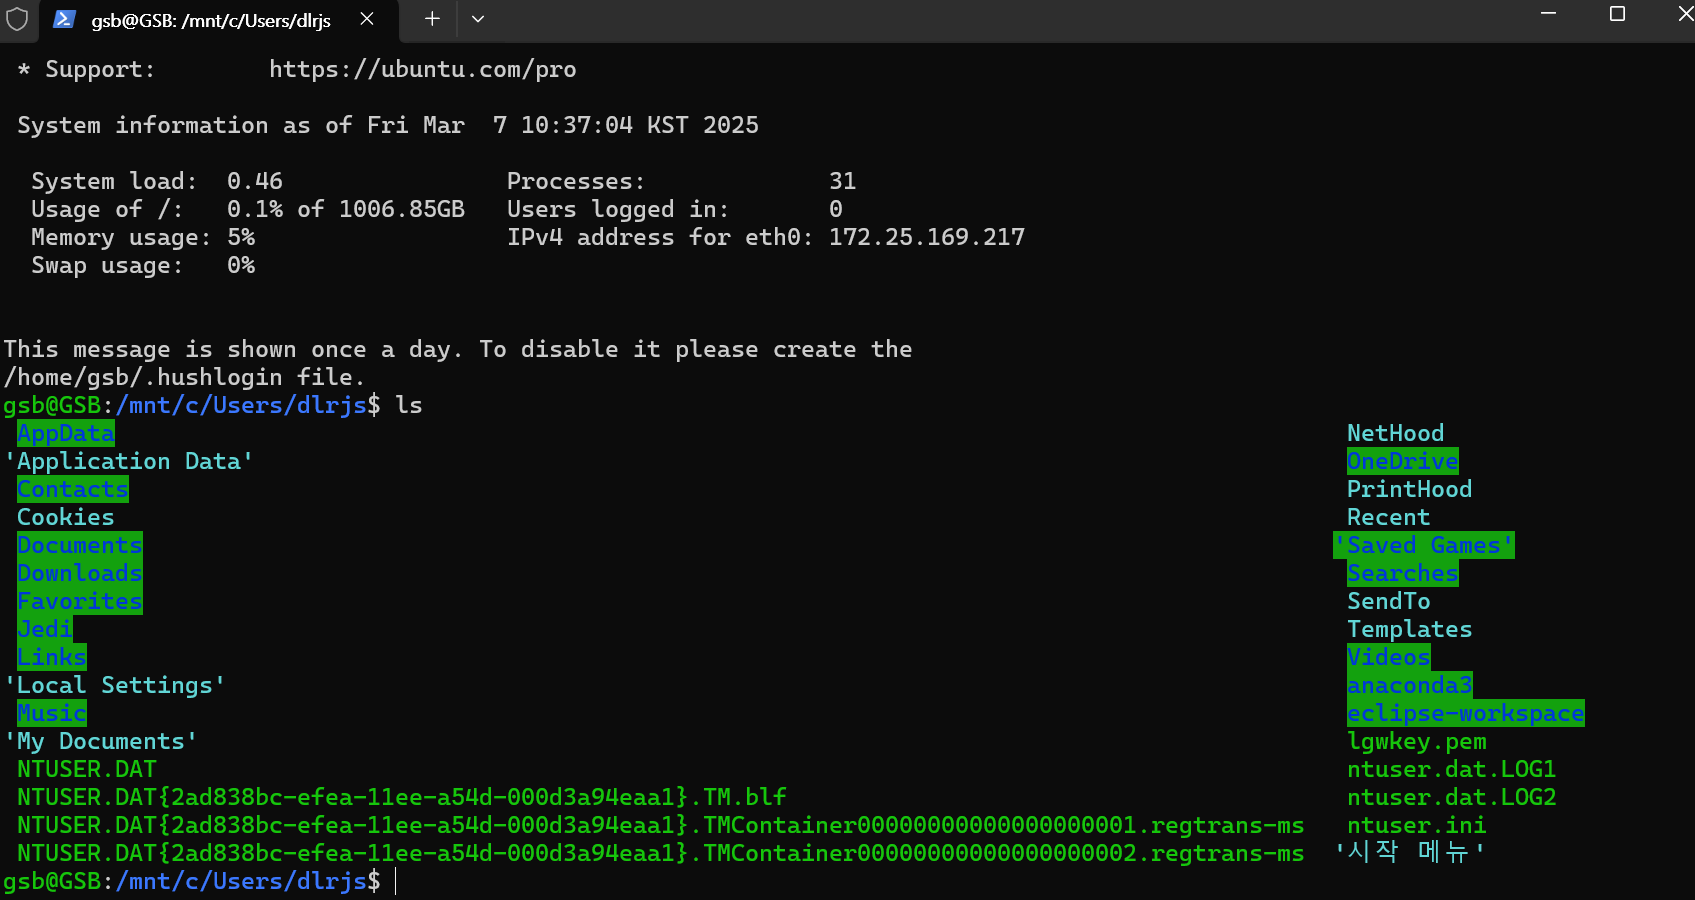 gsb@GSB: /mnt/c/Users/dlrjs
* Support:        https://ubuntu.com/pro
System information as of Fri Mar  7 10:37:04 KST 2025
System load:  0.46                Processes:             31
Usage of /:   0.1% of 1006.85GB   Users logged in:       0
Memory usage: 5%                  IPv4 address for eth0: 172.25.169.217
Swap usage:   0%
This message is shown once a day. To disable it please create the
/home/gsb/.hushlogin file.
gsb@GSB:/mnt/c/Users/dlrjs$ ls
AppData NetHood
'Application Data' OneDrive
Contacts PrintHood
Cookies Recent
Documents 'Saved Games'
Downloads Searches
Favorites SendTo
Jedi Templates
Links Videos
'Local Settings' anaconda3
Music eclipse-workspace
'My Documents' lgwkey.pem
NTUSER.DAT ntuser.dat.LOG1
NTUSER.DAT{2ad838bc-efea-11ee-a54d-000d3a94eaa1}.TM.blf ntuser.dat.LOG2
NTUSER.DAT{2ad838bc-efea-11ee-a54d-000d3a94eaa1}.TMContainer00000000000000000001.regtrans-ms ntuser.ini
NTUSER.DAT{2ad838bc-efea-11ee-a54d-000d3a94eaa1}.TMContainer00000000000000000002.regtrans-ms '시작 메뉴'
gsb@GSB:/mnt/c/Users/dlrjs$